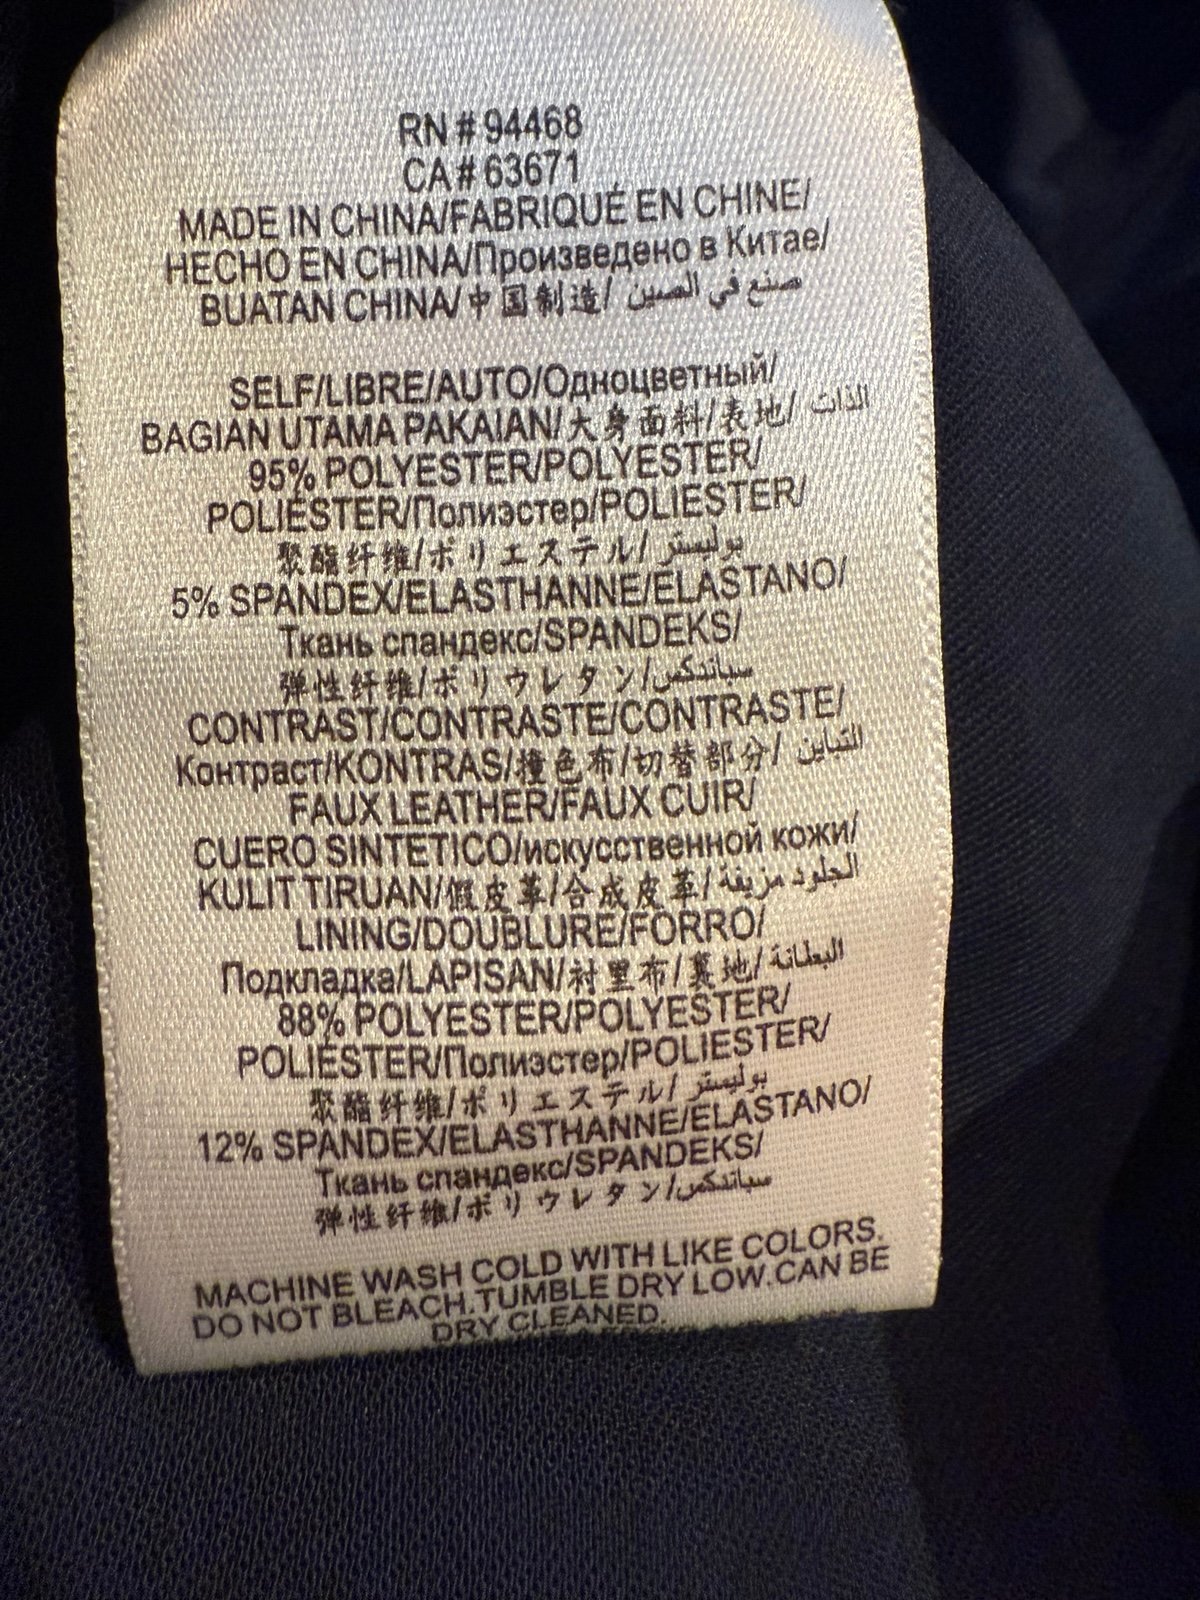 RN # 94468
CA # 63671
MADE IN CHINA/FABRIQUÉ EN CHINE/
HECHO EN CHINA/Произведено в Китае/
BUATAN CHINA/中国制造/ صنع في الصين
SELF/LIBRE/AUTO/Одноцветный/
BAGIAN UTAMA PAKAIAN/大身面料/表地/ الذات
95% POLYESTER/POLYESTER/
POLIÉSTER/Полиэстер/POLIESTER/
聚酯纤维/ポリエステル/ بوليستر
5% SPANDEX/ELASTHANNE/ELASTANO/
Ткань спандекс/SPANDEKS/
弹性纤维/ポリウレタン/سباندكس
CONTRAST/CONTRASTE/CONTRASTE/
Контраст/KONTRAS/撞色布/切替部分/ التباين
FAUX LEATHER/FAUX CUIR/
CUERO SINTETICO/искусственной кожи/
KULIT TIRUAN/假皮革/合成皮革/الجلود مزيفة
LINING/DOUBLURE/FORRO/
Подкладка/LAPISAN/衬里布/裏地/البطانة
88% POLYESTER/POLYESTER/
POLIÉSTER/Полиэстер/POLIESTER/
聚酯纤维/ポリエステル/ بوليستر
12% SPANDEX/ELASTHANNE/ELASTANO/
Ткань спандекс/SPANDEKS/
弹性纤维/ポリウレタン/سباندكس
MACHINE WASH COLD WITH LIKE COLORS.
DO NOT BLEACH.TUMBLE DRY LOW.CAN BE
DRY CLEANED.